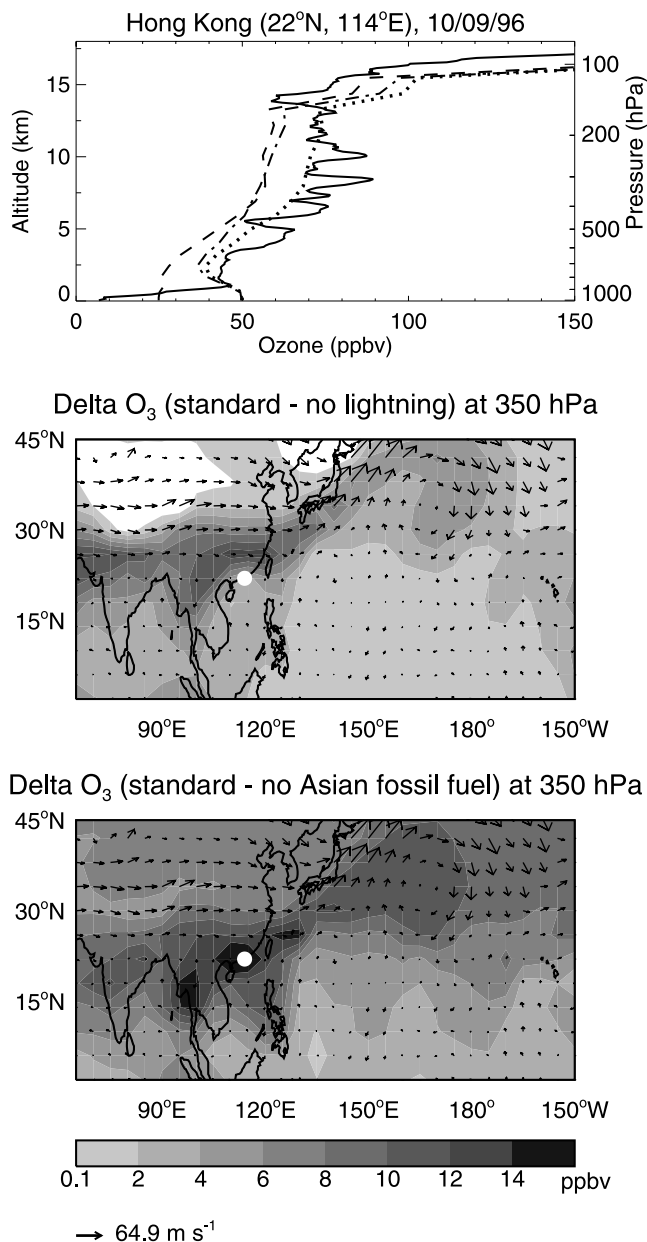 Hong Kong (22°N, 114°E), 10/09/96
15
10
5
0
Altitude (km)
100
200
500
1000
Pressure (hPa)
0 50 100 150
Ozone (ppbv)
Delta O₃ (standard - no lightning) at 350 hPa
45°N
30°N
15°N
90°E 120°E 150°E 180° 150°W
Delta O₃ (standard - no Asian fossil fuel) at 350 hPa
45°N
30°N
15°N
90°E 120°E 150°E 180° 150°W
0.1 2 4 6 8 10 12 14 ppbv
64.9 m s⁻¹